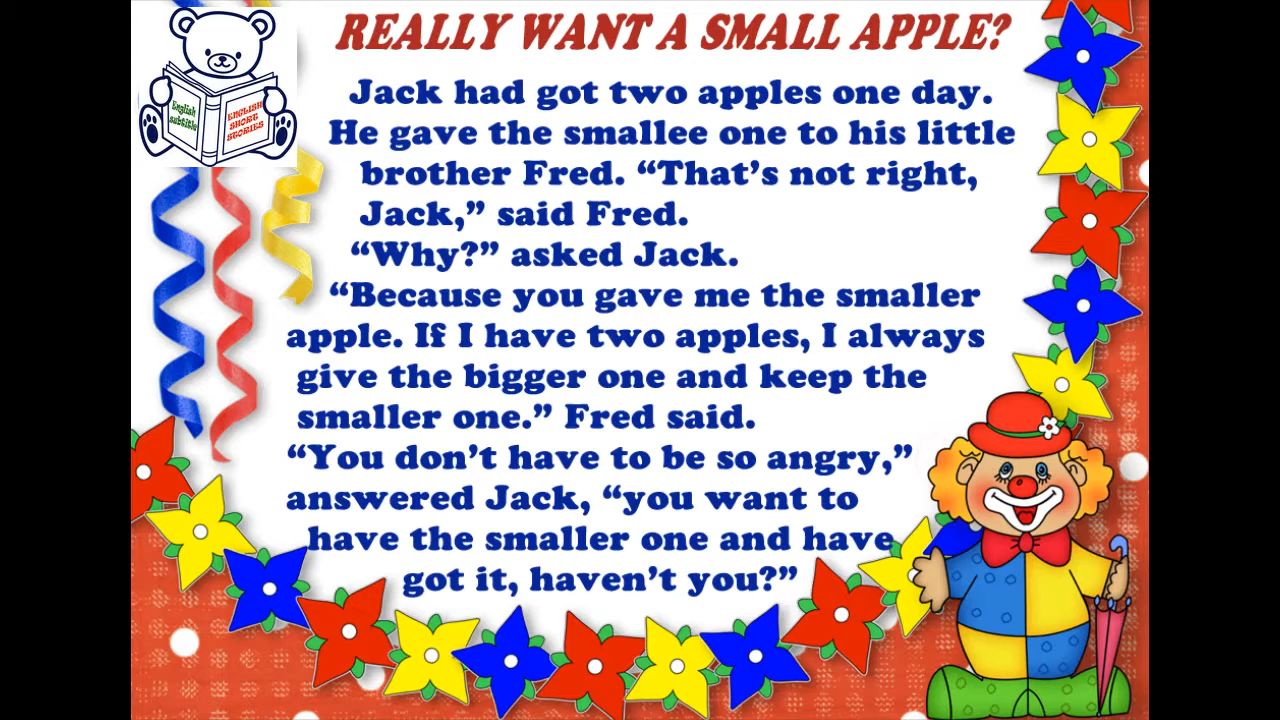 REALLY WANT A SMALL APPLE?
English
subtitle
ENGLISH
SHORT
STORIES
Jack had got two apples one day.
He gave the smallee one to his little
brother Fred. “That’s not right,
Jack,” said Fred.
“Why?” asked Jack.
“Because you gave me the smaller
apple. If I have two apples, I always
give the bigger one and keep the
smaller one.” Fred said.
“You don’t have to be so angry,”
answered Jack, “you want to
have the smaller one and have
got it, haven’t you?”